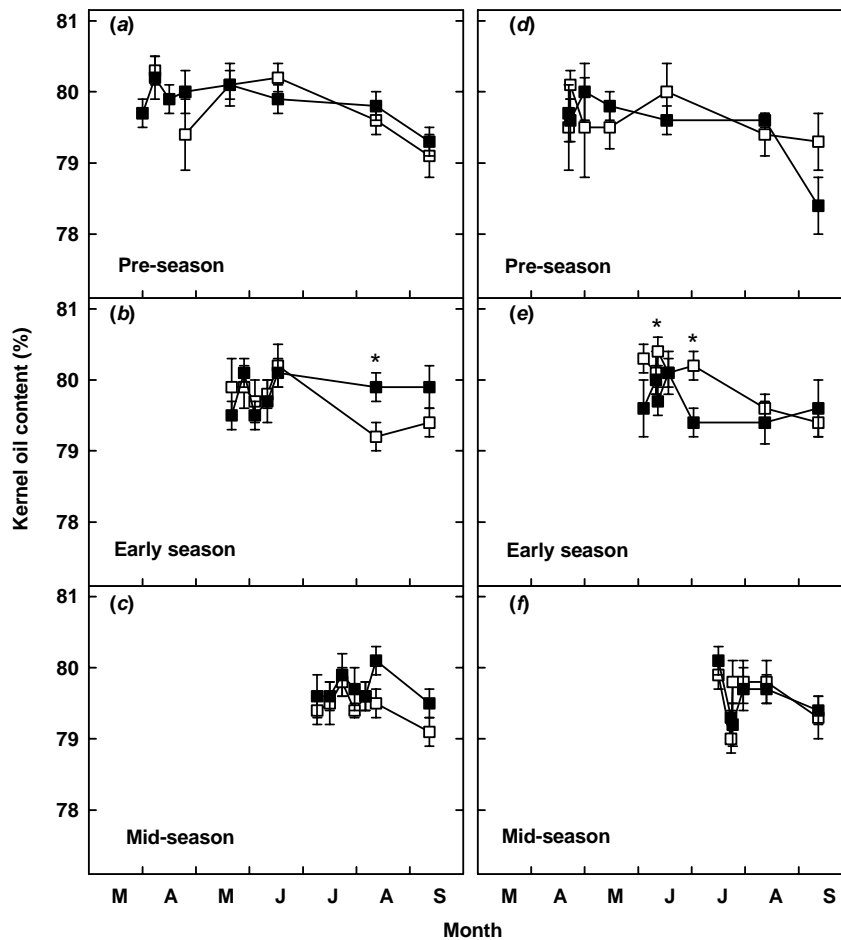 (a)
(d)
81
80
79
78
Pre-season
Pre-season
(b)
(e)
81
80
79
78
*
*
*
Early season
Early season
(c)
(f)
81
80
79
78
Mid-season
Mid-season
Kernel oil content (%)
M A M J J A S
M A M J J A S
Month